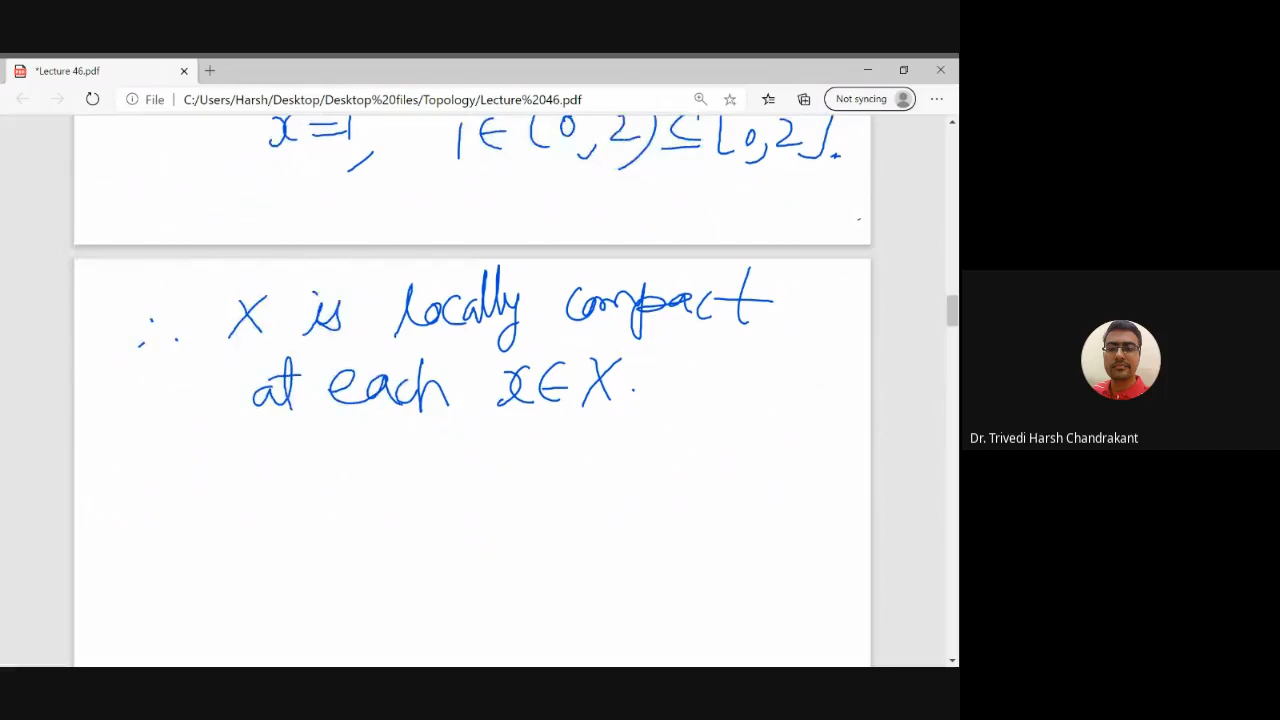 *Lecture 46.pdf
File
C:/Users/Harsh/Desktop/Desktop%20files/Topology/Lecture%2046.pdf
Not syncing
x=1, 1∈(0,2)⊆[0,2].
∴ X is locally compact
at each x∈X.
Dr. Trivedi Harsh Chandrakant